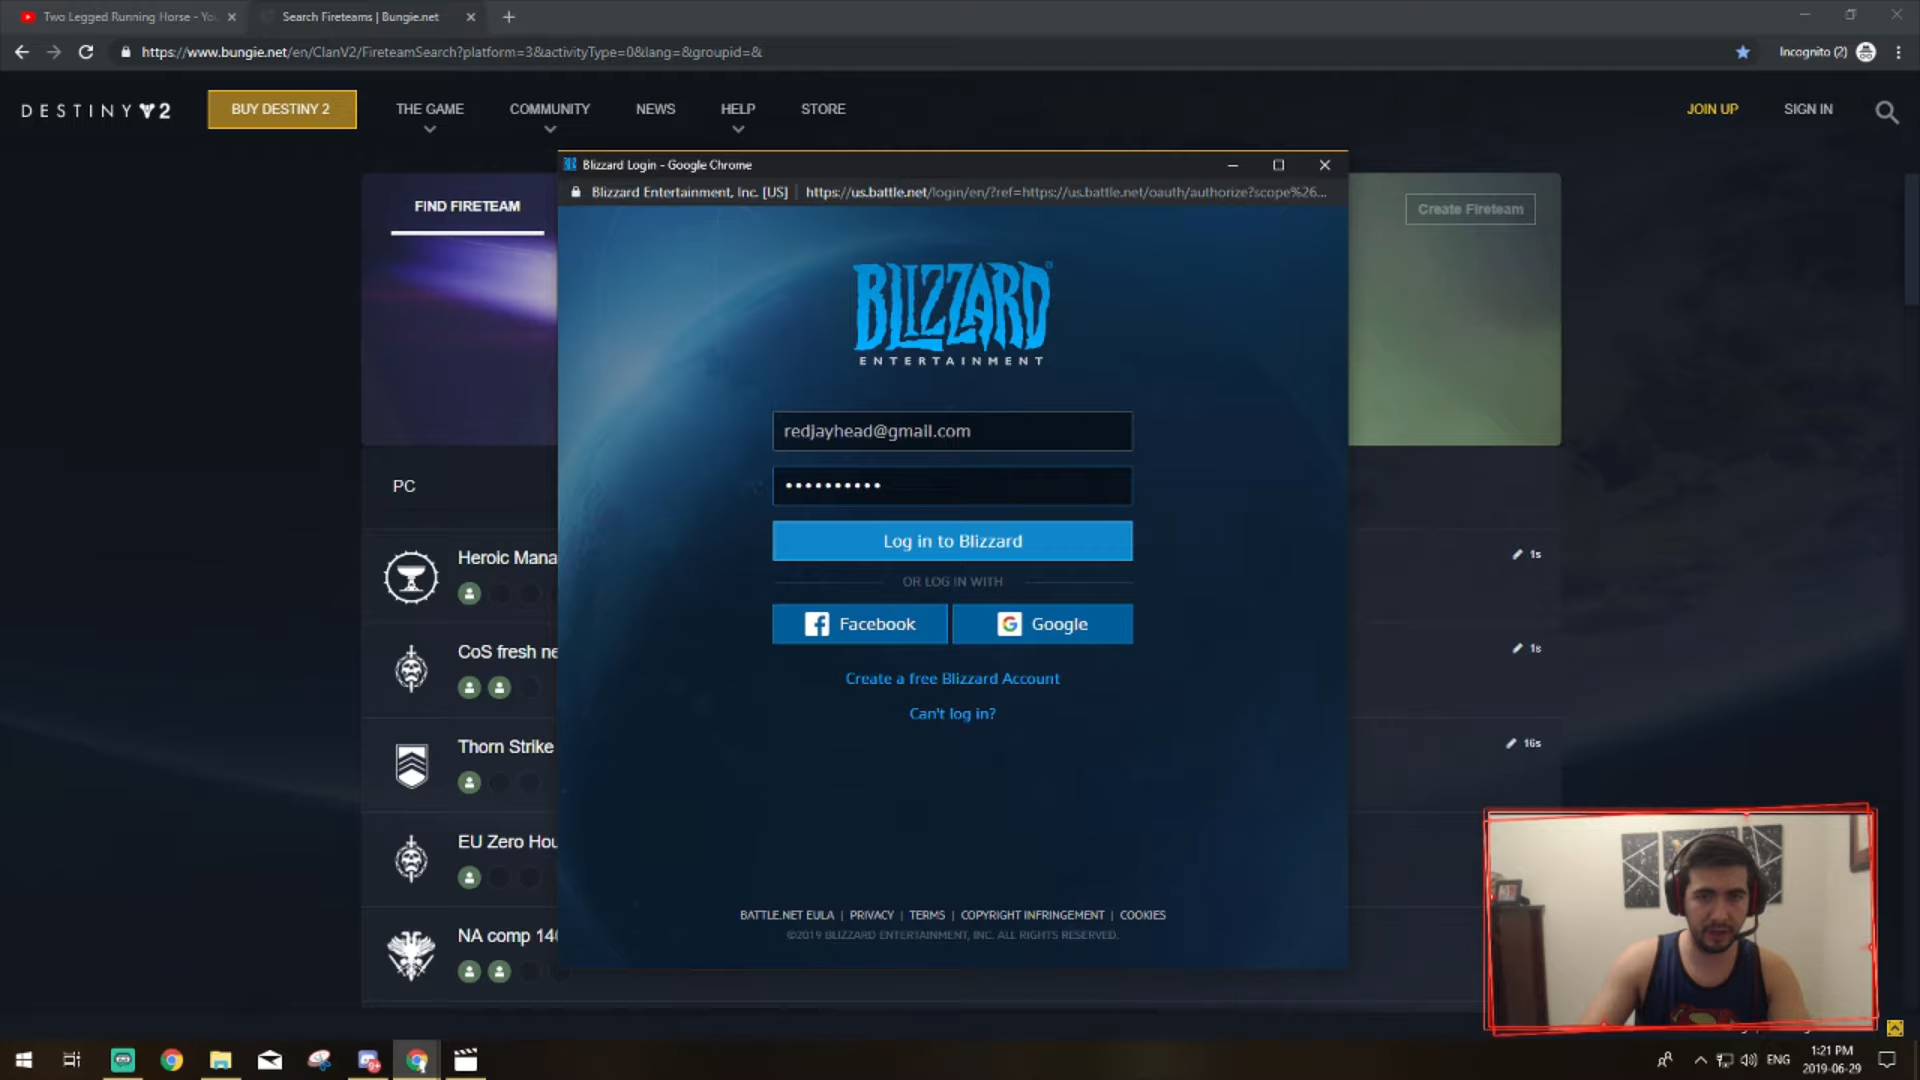 Two Legged Running Horse - You
Search Fireteams | Bungie.net
https://www.bungie.net/en/ClanV2/FireteamSearch?platform=3&activityType=0&lang=&groupid=&
Incognito (2)
DESTINY 2
BUY DESTINY 2
THE GAME
COMMUNITY
NEWS
HELP
STORE
JOIN UP
SIGN IN
Blizzard Login - Google Chrome
Blizzard Entertainment, Inc. [US]
https://us.battle.net/login/en/?ref=https://us.battle.net/oauth/authorize?scope%26...
FIND FIRETEAM
Create Fireteam
BLIZZARD
ENTERTAINMENT
redjayhead@gmail.com
••••••••••
PC
Log in to Blizzard
Heroic Mana
1s
OR LOG IN WITH
Facebook
Google
CoS fresh ne
1s
Create a free Blizzard Account
Can't log in?
Thorn Strike
16s
EU Zero Hou
NA comp 140
BATTLE.NET EULA | PRIVACY | TERMS | COPYRIGHT INFRINGEMENT | COOKIES
©2019 BLIZZARD ENTERTAINMENT, INC. ALL RIGHTS RESERVED.
ENG
1:21 PM
2019-06-29